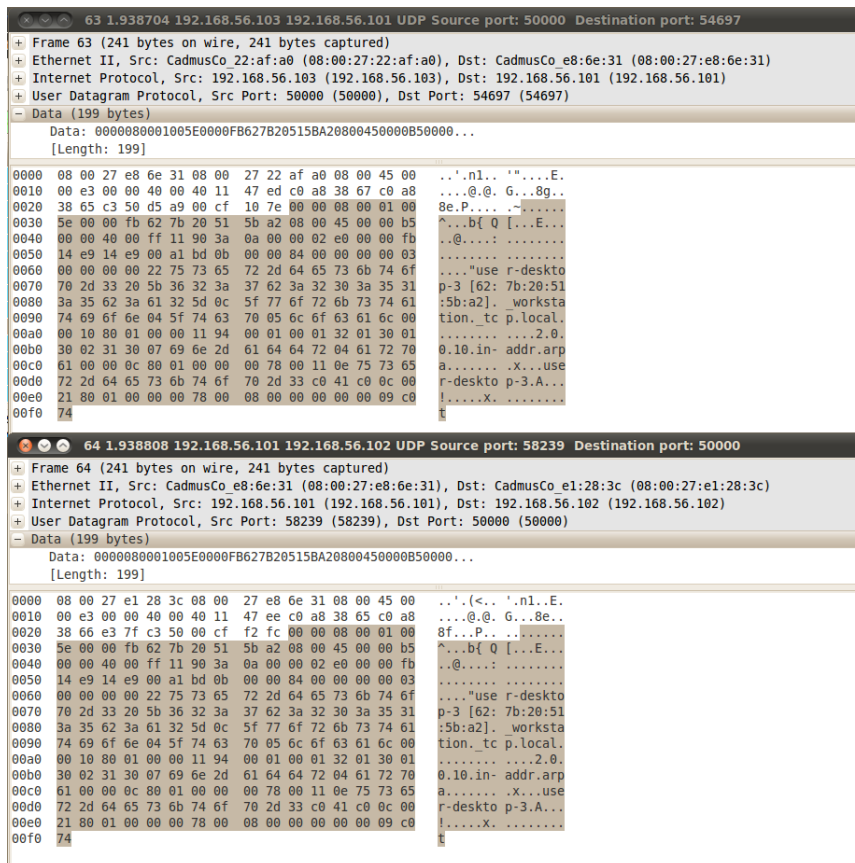 63 1.938704 192.168.56.103 192.168.56.101 UDP Source port: 50000 Destination port: 54697
+ Frame 63 (241 bytes on wire, 241 bytes captured)
+ Ethernet II, Src: CadmusCo_22:af:a0 (08:00:27:22:af:a0), Dst: CadmusCo_e8:6e:31 (08:00:27:e8:6e:31)
+ Internet Protocol, Src: 192.168.56.103 (192.168.56.103), Dst: 192.168.56.101 (192.168.56.101)
+ User Datagram Protocol, Src Port: 50000 (50000), Dst Port: 54697 (54697)
- Data (199 bytes)
Data: 0000080001005E0000FB627B20515BA20800450000B50000...
[Length: 199]
0000 08 00 27 e8 6e 31 08 00 27 22 af a0 08 00 45 00 ..'.n1.. '"....E.
0010 00 e3 00 00 40 00 40 11 47 ed c0 a8 38 67 c0 a8 ....@.@. G...8g..
0020 38 65 c3 50 d5 a9 00 cf 10 7e 00 00 08 00 01 00 8e.P.... .~......
0030 5e 00 00 fb 62 7b 20 51 5b a2 08 00 45 00 00 b5 ^...b{ Q [...E...
0040 00 00 40 00 ff 11 90 3a 0a 00 00 02 e0 00 00 fb ..@....: ........
0050 14 e9 14 e9 00 a1 bd 0b 00 00 84 00 00 00 00 03 ........ ........
0060 00 00 00 00 22 75 73 65 72 2d 64 65 73 6b 74 6f ...."use r-deskto
0070 70 2d 33 20 5b 36 32 3a 37 62 3a 32 30 3a 35 31 p-3 [62: 7b:20:51
0080 3a 35 62 3a 61 32 5d 0c 5f 77 6f 72 6b 73 74 61 :5b:a2]. _worksta
0090 74 69 6f 6e 04 5f 74 63 70 05 6c 6f 63 61 6c 00 tion._tc p.local.
00a0 00 10 80 01 00 00 11 94 00 01 00 01 32 01 30 01 ........ ....2.0.
00b0 30 02 31 30 07 69 6e 2d 61 64 64 72 04 61 72 70 0.10.in- addr.arp
00c0 61 00 00 0c 80 01 00 00 00 78 00 11 0e 75 73 65 a....... .x...use
00d0 72 2d 64 65 73 6b 74 6f 70 2d 33 c0 41 c0 0c 00 r-deskto p-3.A...
00e0 21 80 01 00 00 00 78 00 08 00 00 00 00 00 09 c0 !.....x. ........
00f0 74 t
64 1.938808 192.168.56.101 192.168.56.102 UDP Source port: 58239 Destination port: 50000
+ Frame 64 (241 bytes on wire, 241 bytes captured)
+ Ethernet II, Src: CadmusCo_e8:6e:31 (08:00:27:e8:6e:31), Dst: CadmusCo_e1:28:3c (08:00:27:e1:28:3c)
+ Internet Protocol, Src: 192.168.56.101 (192.168.56.101), Dst: 192.168.56.102 (192.168.56.102)
+ User Datagram Protocol, Src Port: 58239 (58239), Dst Port: 50000 (50000)
- Data (199 bytes)
Data: 0000080001005E0000FB627B20515BA20800450000B50000...
[Length: 199]
0000 08 00 27 e1 28 3c 08 00 27 e8 6e 31 08 00 45 00 ..'.(<.. '.n1..E.
0010 00 e3 00 00 40 00 40 11 47 ee c0 a8 38 65 c0 a8 ....@.@. G...8e..
0020 38 66 e3 7f c3 50 00 cf f2 fc 00 00 08 00 01 00 8f...P.. ........
0030 5e 00 00 fb 62 7b 20 51 5b a2 08 00 45 00 00 b5 ^...b{ Q [...E...
0040 00 00 40 00 ff 11 90 3a 0a 00 00 02 e0 00 00 fb ..@....: ........
0050 14 e9 14 e9 00 a1 bd 0b 00 00 84 00 00 00 00 03 ........ ........
0060 00 00 00 00 22 75 73 65 72 2d 64 65 73 6b 74 6f ...."use r-deskto
0070 70 2d 33 20 5b 36 32 3a 37 62 3a 32 30 3a 35 31 p-3 [62: 7b:20:51
0080 3a 35 62 3a 61 32 5d 0c 5f 77 6f 72 6b 73 74 61 :5b:a2]. _worksta
0090 74 69 6f 6e 04 5f 74 63 70 05 6c 6f 63 61 6c 00 tion._tc p.local.
00a0 00 10 80 01 00 00 11 94 00 01 00 01 32 01 30 01 ........ ....2.0.
00b0 30 02 31 30 07 69 6e 2d 61 64 64 72 04 61 72 70 0.10.in- addr.arp
00c0 61 00 00 0c 80 01 00 00 00 78 00 11 0e 75 73 65 a....... .x...use
00d0 72 2d 64 65 73 6b 74 6f 70 2d 33 c0 41 c0 0c 00 r-deskto p-3.A...
00e0 21 80 01 00 00 00 78 00 08 00 00 00 00 00 09 c0 !.....x. ........
00f0 74 t